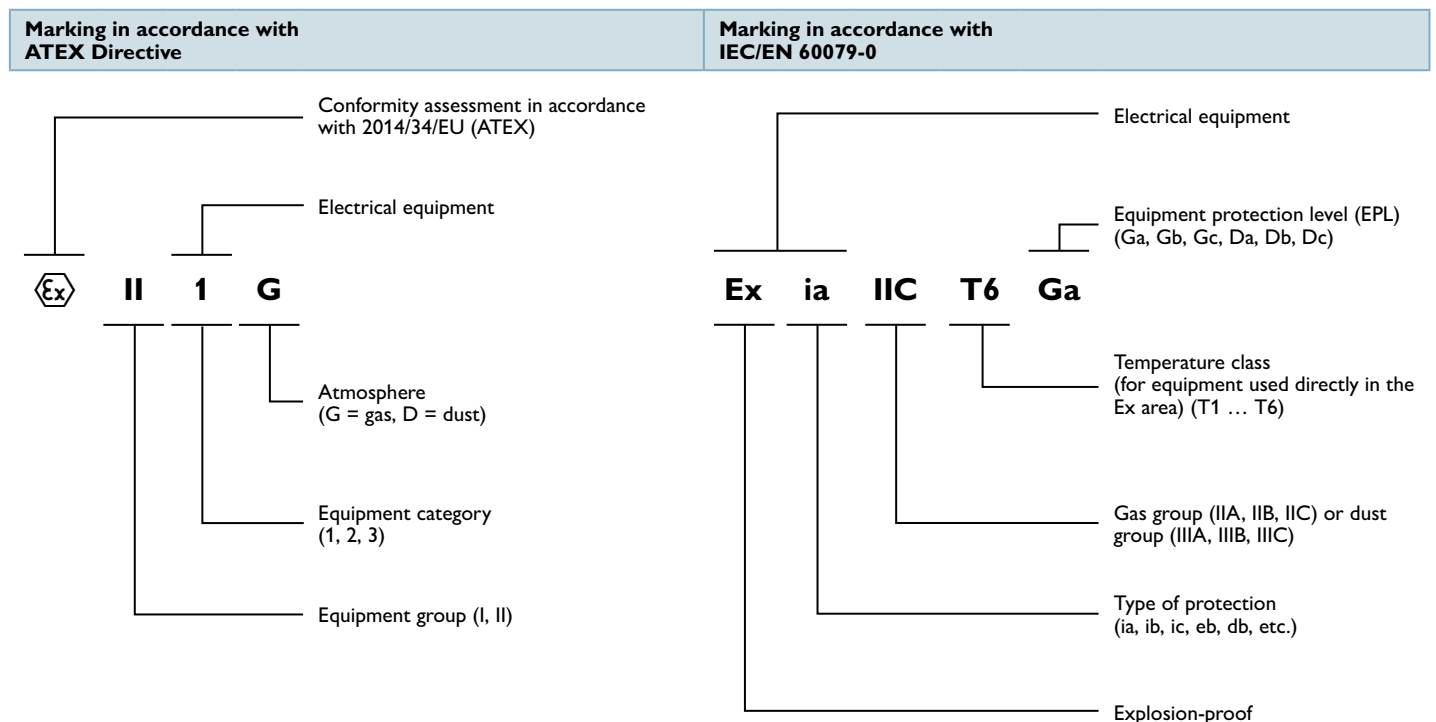 Marking in accordance with
ATEX Directive
Marking in accordance with
IEC/EN 60079-0
Conformity assessment in accordance
with 2014/34/EU (ATEX)
Electrical equipment
Ex II 1 G
Atmosphere
(G = gas, D = dust)
Equipment category
(1, 2, 3)
Equipment group (I, II)
Electrical equipment
Equipment protection level (EPL)
(Ga, Gb, Gc, Da, Db, Dc)
Ex ia IIC T6 Ga
Temperature class
(for equipment used directly in the
Ex area) (T1 … T6)
Gas group (IIA, IIB, IIC) or dust
group (IIIA, IIIB, IIIC)
Type of protection
(ia, ib, ic, eb, db, etc.)
Explosion-proof